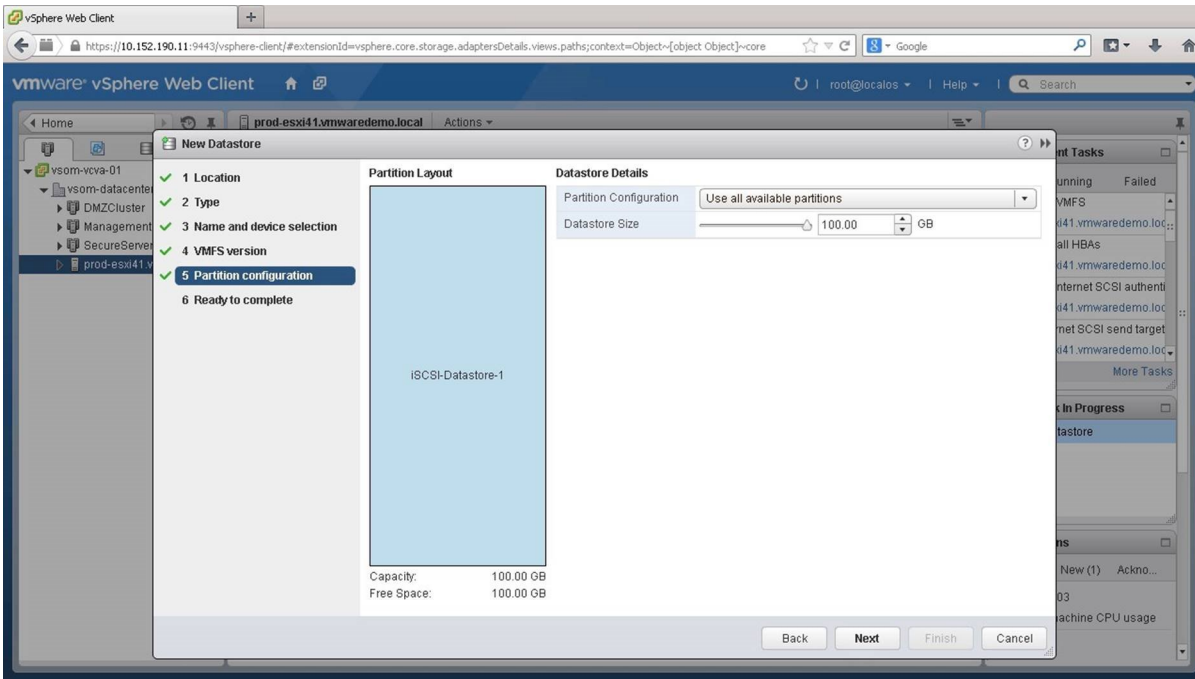 vSphere Web Client
https://10.152.190.11:9443/vsphere-client/#extensionId=vsphere.core.storage.adaptersDetails.views.paths;context=Object~[object Object]~core
Google
vmware® vSphere Web Client
root@localos
Help
Search
Home
prod-esxi41.vmwaredemo.local
Actions
vsom-vcva-01
vsom-datacenter
DMZCluster
Management
SecureServer
prod-esxi41.v
New Datastore
1 Location
2 Type
3 Name and device selection
4 VMFS version
5 Partition configuration
6 Ready to complete
Partition Layout
iSCSI-Datastore-1
Capacity: 100.00 GB
Free Space: 100.00 GB
Datastore Details
Partition Configuration Use all available partitions
Datastore Size 100.00 GB
Back Next Finish Cancel
nt Tasks
unning Failed
VMFS
xi41.vmwaredemo.loc
all HBAs
xi41.vmwaredemo.loc
nternet SCSI authenti
xi41.vmwaredemo.loc
rnet SCSI send target
xi41.vmwaredemo.loc
More Tasks
k In Progress
tastore
ns
New (1) Ackno...
03
achine CPU usage